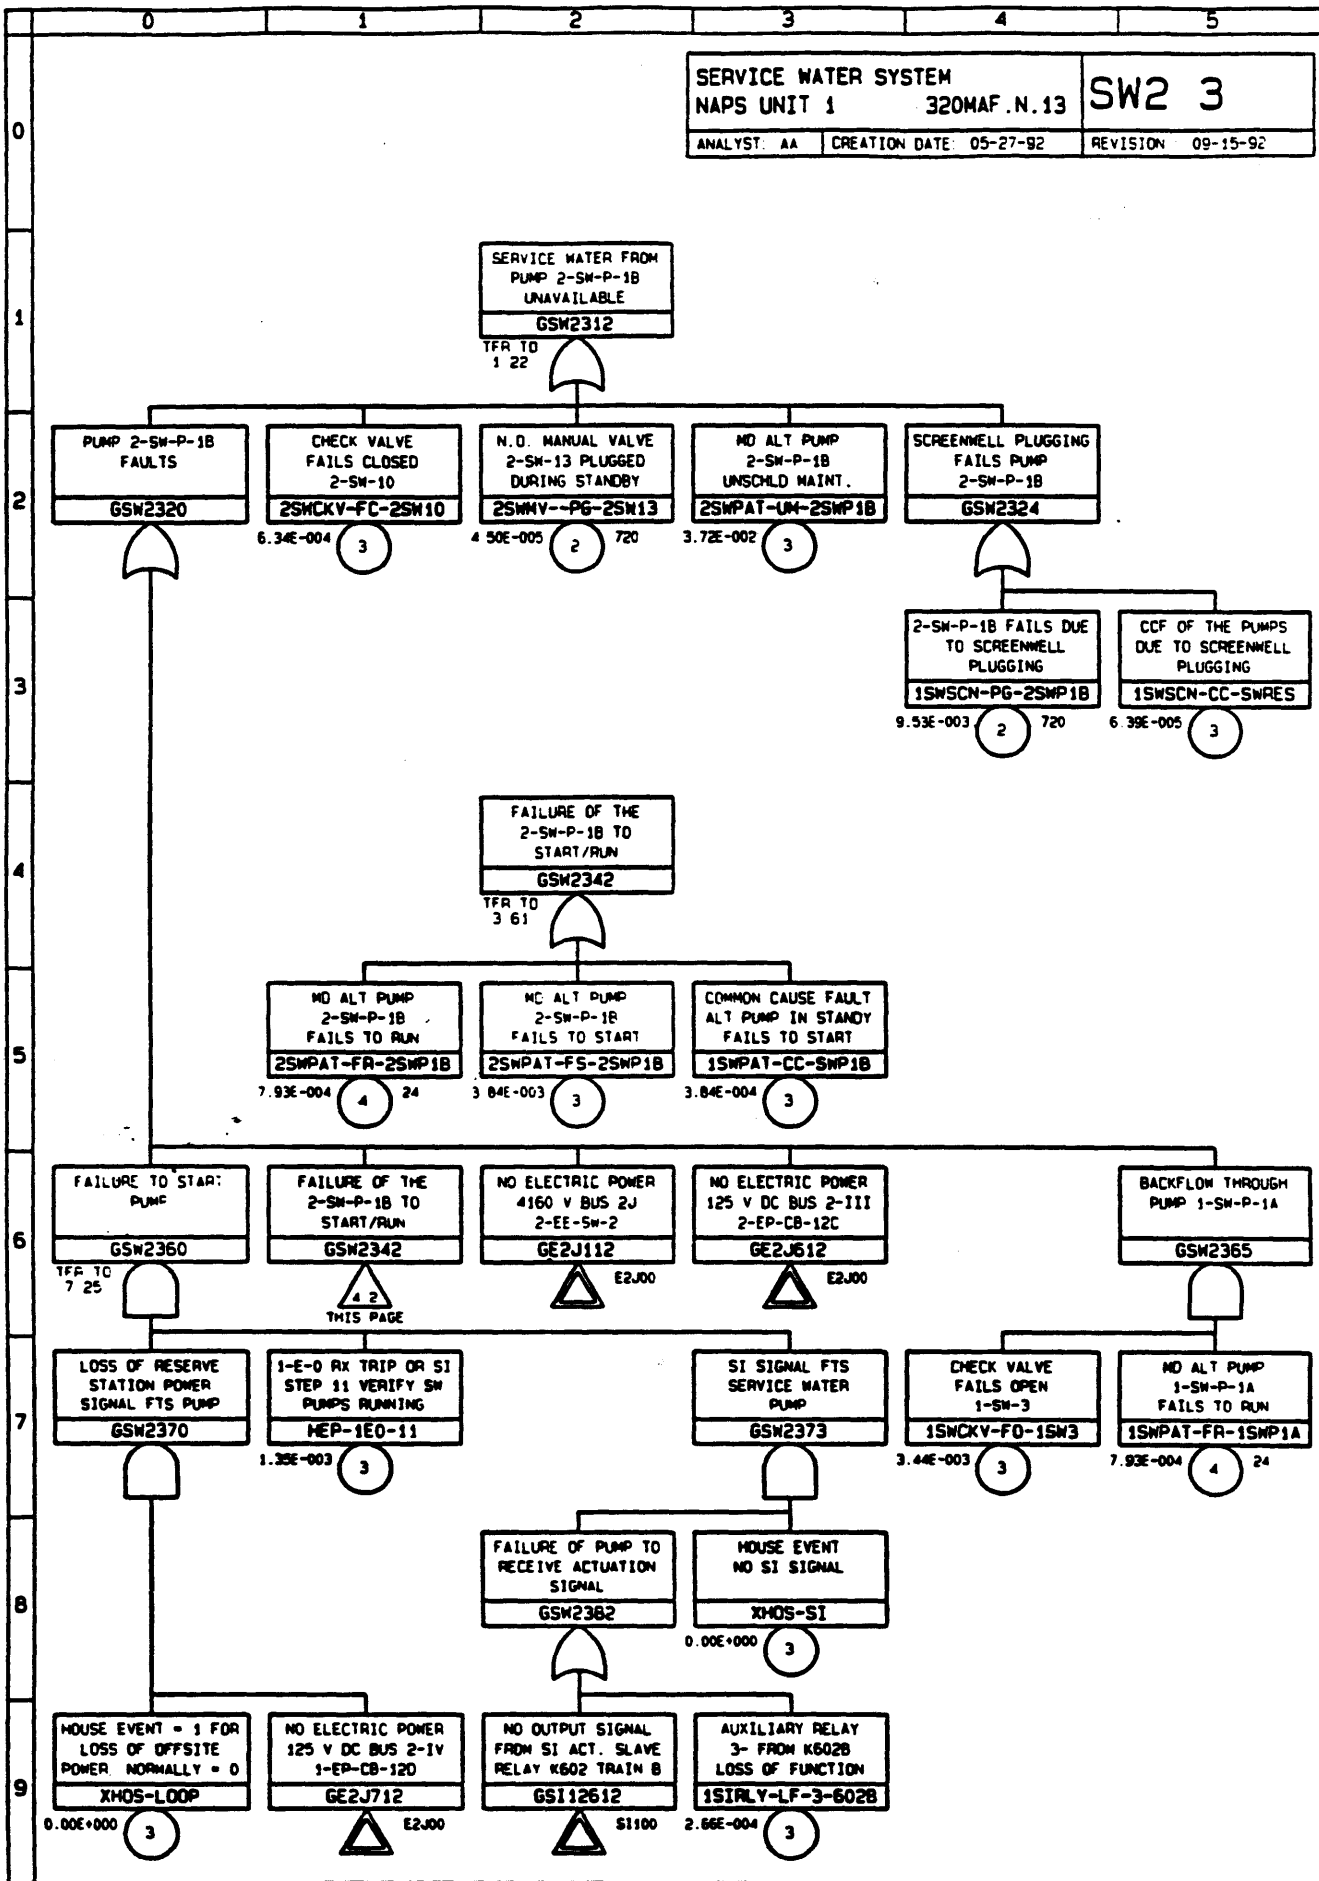 0 1 2 3 4 5
SERVICE WATER SYSTEM
NAPS UNIT 1 320MAF.N.13
SW2 3
ANALYST: AA CREATION DATE: 05-27-92 REVISION 09-15-92
0
SERVICE WATER FROM
PUMP 2-SW-P-1B
UNAVAILABLE
GSW2312
TFR TO
1 22
1
PUMP 2-SW-P-1B
FAULTS
GSW2320
CHECK VALVE
FAILS CLOSED
2-SW-10
2SWCKV-FC-2SW10
6.34E-004
3
N.O. MANUAL VALVE
2-SW-13 PLUGGED
DURING STANDBY
2SWMV--PG-2SW13
4 50E-005
2
720
MD ALT PUMP
2-SW-P-1B
UNSCHLD MAINT.
2SWPAT-UM-2SWP1B
3.72E-002
3
SCREENWELL PLUGGING
FAILS PUMP
2-SW-P-1B
GSW2324
2
2-SW-P-1B FAILS DUE
TO SCREENWELL
PLUGGING
1SWSCN-PG-2SWP1B
9.53E-003
2
720
CCF OF THE PUMPS
DUE TO SCREENWELL
PLUGGING
1SWSCN-CC-SWRES
6.39E-005
3
3
FAILURE OF THE
2-SW-P-1B TO
START/RUN
GSW2342
TFR TO
3 61
4
MD ALT PUMP
2-SW-P-1B
FAILS TO RUN
2SWPAT-FR-2SWP1B
7.93E-004
4
24
MD ALT PUMP
2-SW-P-1B
FAILS TO START
2SWPAT-FS-2SWP1B
3 84E-003
3
COMMON CAUSE FAULT
ALT PUMP IN STANDY
FAILS TO START
1SWPAT-CC-SWP1B
3.84E-004
3
5
FAILURE TO START
PUMP
GSW2360
TFR TO
7 25
FAILURE OF THE
2-SW-P-1B TO
START/RUN
GSW2342
4 2
THIS PAGE
NO ELECTRIC POWER
4160 V BUS 2J
2-EE-SW-2
GE2J112
E2J00
NO ELECTRIC POWER
125 V DC BUS 2-III
2-EP-CB-12C
GE2J612
E2J00
BACKFLOW THROUGH
PUMP 1-SW-P-1A
GSW2365
6
LOSS OF RESERVE
STATION POWER
SIGNAL FTS PUMP
GSW2370
1-E-0 RX TRIP OR SI
STEP 11 VERIFY SW
PUMPS RUNNING
HEP-1E0-11
1.35E-003
3
SI SIGNAL FTS
SERVICE WATER
PUMP
GSW2373
CHECK VALVE
FAILS OPEN
1-SW-3
1SWCKV-FO-1SW3
3.44E-003
3
MD ALT PUMP
1-SW-P-1A
FAILS TO RUN
1SWPAT-FR-1SWP1A
7.93E-004
4
24
7
FAILURE OF PUMP TO
RECEIVE ACTUATION
SIGNAL
GSW2382
HOUSE EVENT
NO SI SIGNAL
XHOS-SI
0.00E+000
3
8
HOUSE EVENT = 1 FOR
LOSS OF OFFSITE
POWER. NORMALLY = 0
XHOS-LOOP
0.00E+000
3
NO ELECTRIC POWER
125 V DC BUS 2-IV
1-EP-CB-12D
GE2J712
E2J00
NO OUTPUT SIGNAL
FROM SI ACT. SLAVE
RELAY K602 TRAIN B
GSI12612
SI100
AUXILIARY RELAY
3- FROM K602B
LOSS OF FUNCTION
1SIRLY-LF-3-602B
2.66E-004
3
9